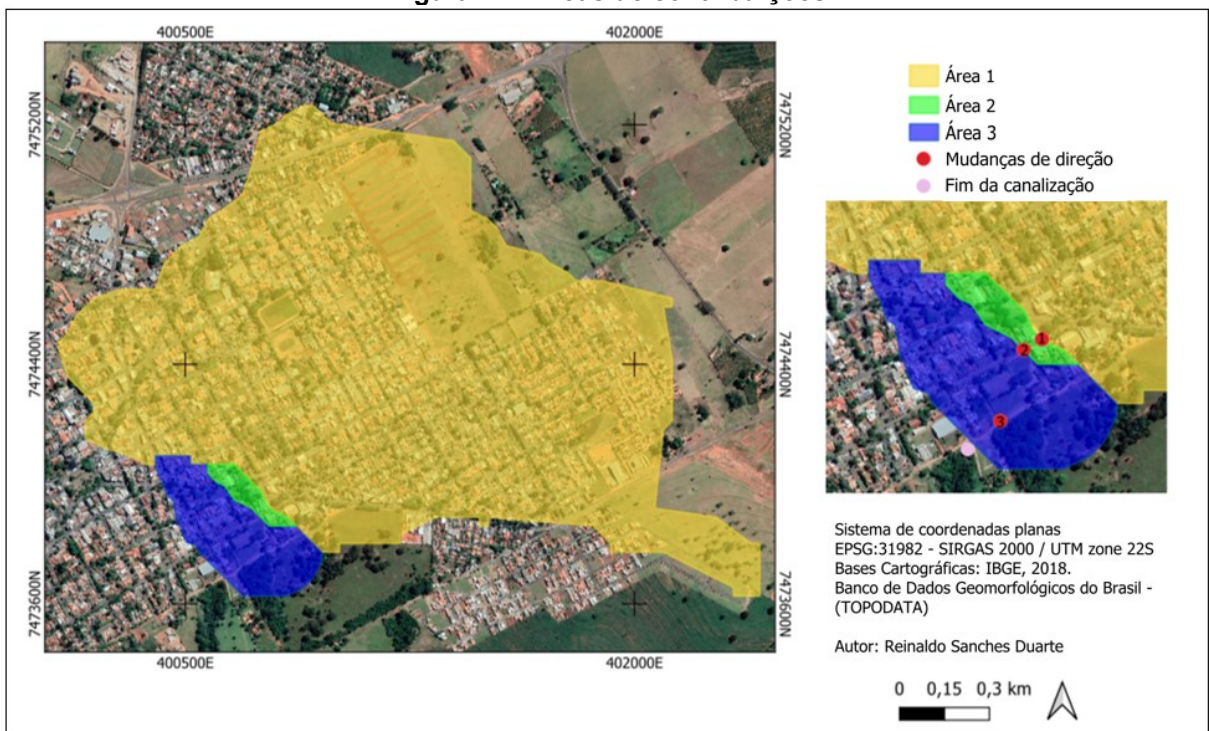 400500E
402000E
7475200N
7474400N
7473600N
7475200N
7474400N
7473600N
400500E
402000E
Área 1
Área 2
Área 3
Mudanças de direção
Fim da canalização
1
2
3
Sistema de coordenadas planas
EPSG:31982 - SIRGAS 2000 / UTM zone 22S
Bases Cartográficas: IBGE, 2018.
Banco de Dados Geomorfológicos do Brasil -
(TOPODATA)
Autor: Reinaldo Sanches Duarte
0 0,15 0,3 km